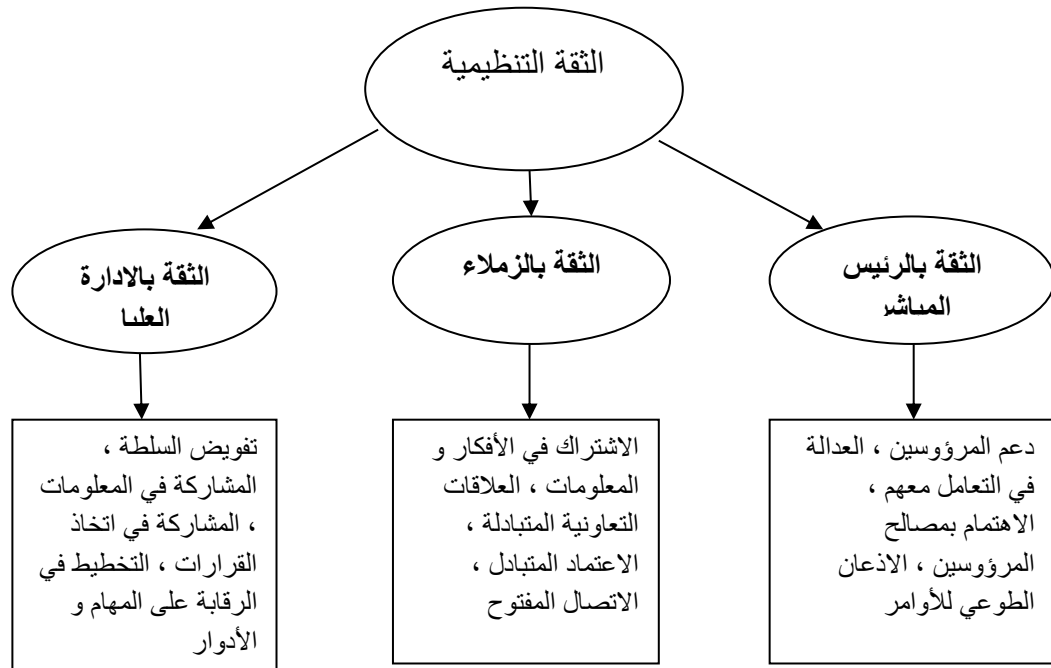 الثقة التنظيمية
الثقة بالرئيس
المباشر
الثقة بالزملاء
الثقة بالادارة
العليا
دعم المرؤوسين ، العدالة
في التعامل معهم ،
الاهتمام بمصالح
المرؤوسين ، الاذعان
الطوعي للأوامر
الاشتراك في الأفكار و
المعلومات ، العلاقات
التعاونية المتبادلة ،
الاعتماد المتبادل ،
الاتصال المفتوح
تفويض السلطة ،
المشاركة في المعلومات
، المشاركة في اتخاذ
القرارات ، التخطيط في
الرقابة على المهام و
الأدوار